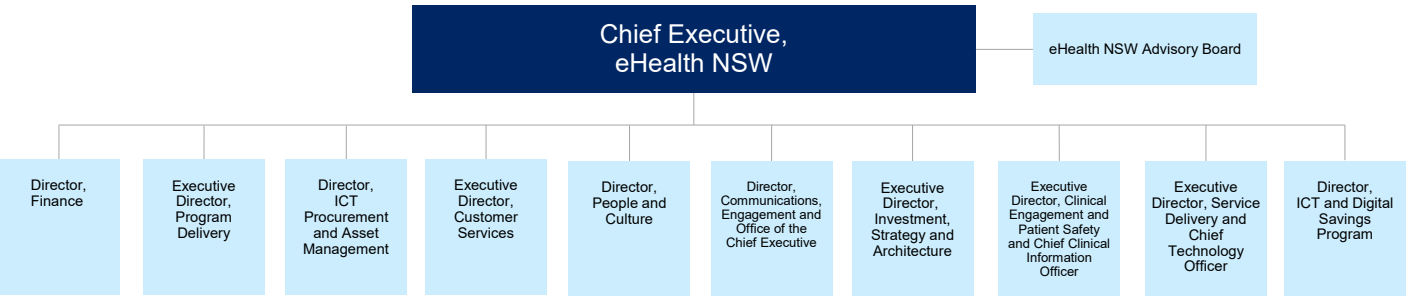 Chief Executive,
eHealth NSW
eHealth NSW Advisory Board
Director,
Finance
Executive
Director,
Program
Delivery
Director,
ICT
Procurement
and Asset
Management
Executive
Director,
Customer
Services
Director,
People and
Culture
Director,
Communications,
Engagement and
Office of the
Chief Executive
Executive
Director,
Investment,
Strategy and
Architecture
Executive
Director, Clinical
Engagement and
Patient Safety
and Chief Clinical
Information
Officer
Executive
Director, Service
Delivery and
Chief
Technology
Officer
Director,
ICT and Digital
Savings
Program